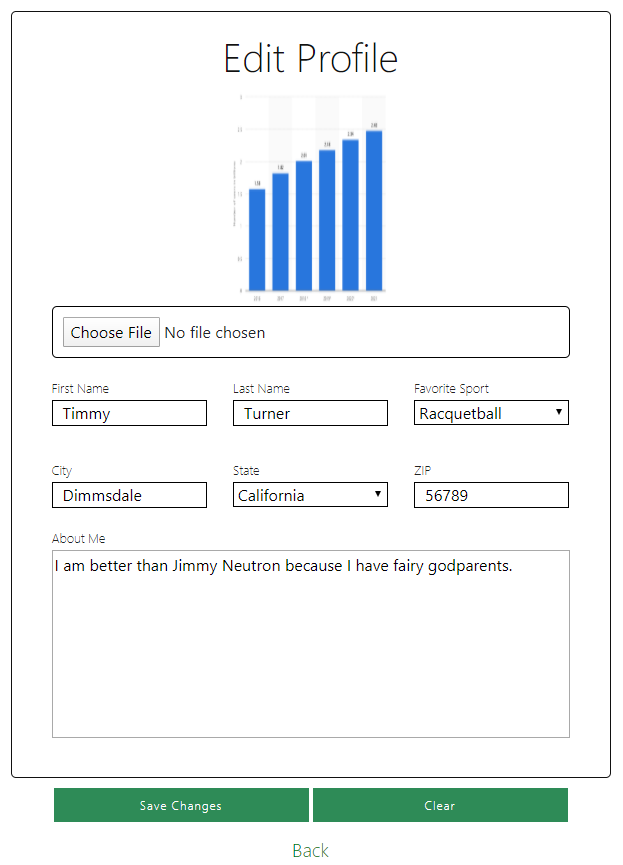 Edit Profile
Choose File No file chosen
First Name Last Name Favorite Sport
Timmy Turner Racquetball
City State ZIP
Dimmsdale California 56789
About Me
I am better than Jimmy Neutron because I have fairy godparents.
Save Changes Clear
Back